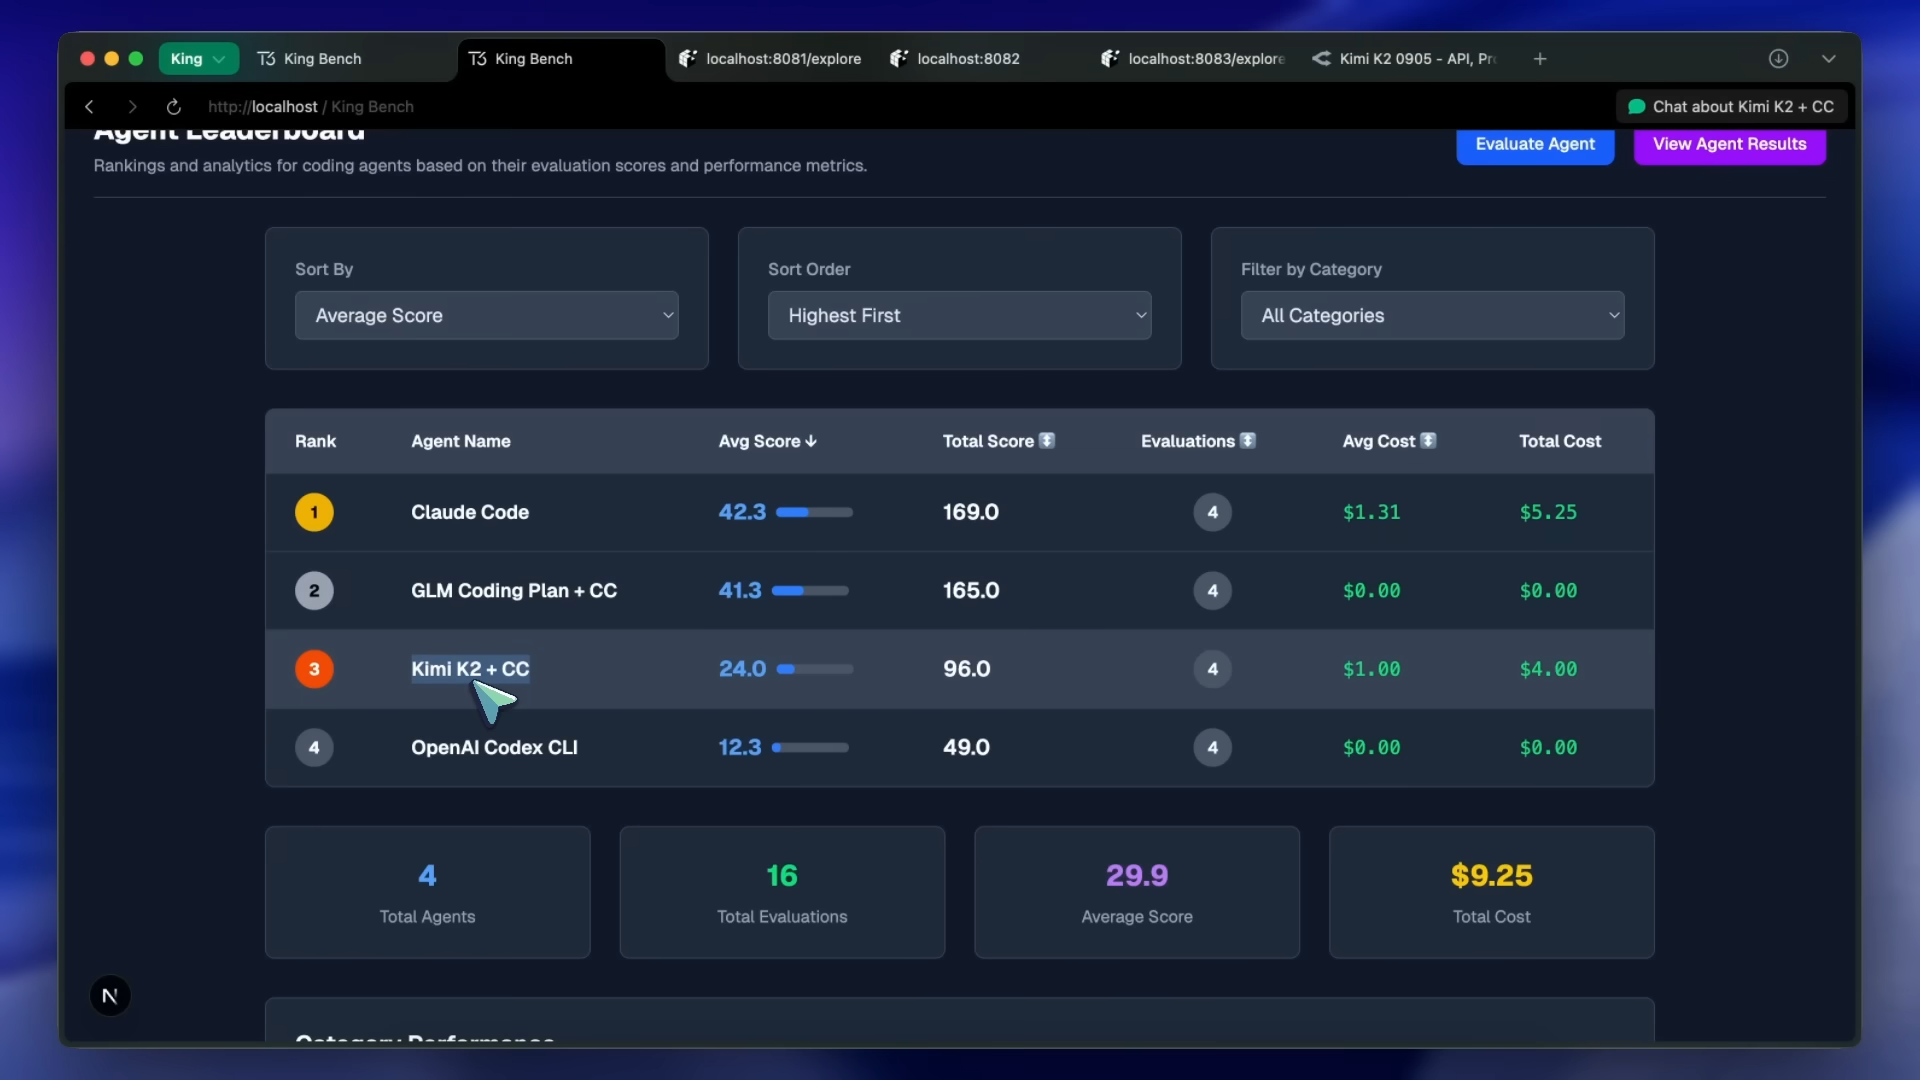 King
King Bench
King Bench
localhost:8081/explore
localhost:8082
localhost:8083/explore
Kimi K2 0905 - API, Pr
http://localhost / King Bench
Chat about Kimi K2 + CC
Agent Leaderboard
Rankings and analytics for coding agents based on their evaluation scores and performance metrics.
Evaluate Agent
View Agent Results
Sort By
Average Score
Sort Order
Highest First
Filter by Category
All Categories
Rank Agent Name Avg Score ↓ Total Score Evaluations Avg Cost Total Cost
1 Claude Code 42.3 169.0 4 $1.31 $5.25
2 GLM Coding Plan + CC 41.3 165.0 4 $0.00 $0.00
3 Kimi K2 + CC 24.0 96.0 4 $1.00 $4.00
4 OpenAI Codex CLI 12.3 49.0 4 $0.00 $0.00
4
Total Agents
16
Total Evaluations
29.9
Average Score
$9.25
Total Cost
N
Category Performance